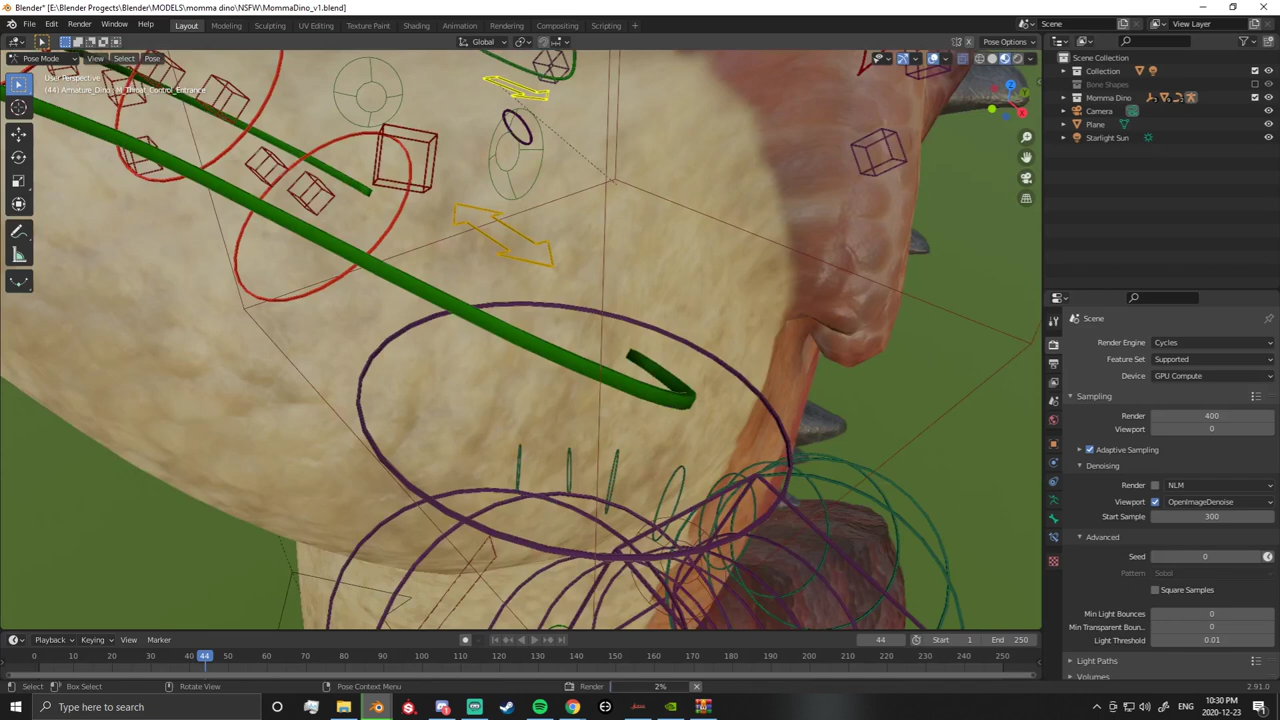 Blender* [E:\Blender Progects\Blender\MODELS\momma dino\NSFW\MommaDino_v1.blend]
File Edit Render Window Help Layout Modeling Sculpting UV Editing Texture Paint Shading Animation Rendering Compositing Scripting Scene View Layer
Global Pose Options
Pose Mode View Select Pose
User Perspective
(44) Armature_Dino : M_Throat_Control_Entrance
Scene Collection
Collection
Bone Shapes
Momma Dino
Camera
Plane
Starlight Sun
Scene
Render Engine Cycles
Feature Set Supported
Device GPU Compute
Sampling
Render 400
Viewport 0
Adaptive Sampling
Denoising
Render NLM
Viewport OpenImageDenoise
Start Sample 300
Advanced
Seed 0
Pattern Sobol
Square Samples
Min Light Bounces 0
Min Transparent Boun... 0
Light Threshold 0.01
Light Paths
Volumes
Playback Keying View Marker 44 Start 1 End 250
0 10 20 30 40 44 50 60 70 80 90 100 110 120 130 140 150 160 170 180 190 200 210 220 230 240 250
Select Box Select Rotate View Pose Context Menu Render 2% 2.91.0
Type here to search ENG 10:30 PM
2020-12-23